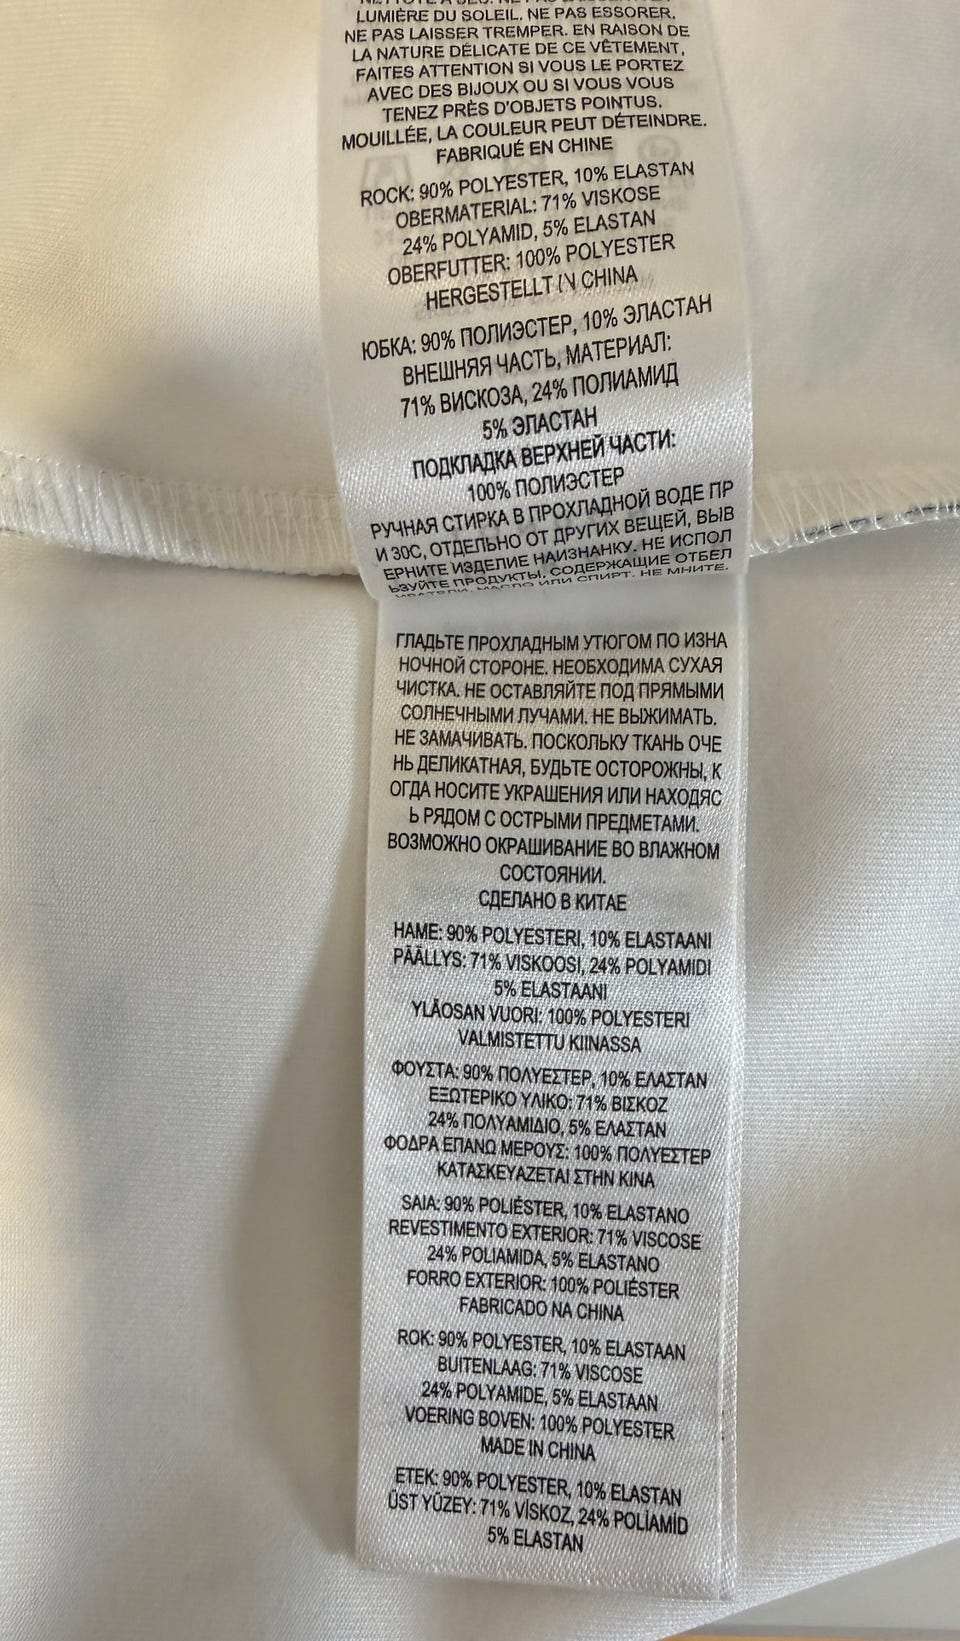 LUMIÈRE DU SOLEIL. NE PAS ESSORER.
NE PAS LAISSER TREMPER. EN RAISON DE
LA NATURE DÉLICATE DE CE VÊTEMENT,
FAITES ATTENTION SI VOUS LE PORTEZ
AVEC DES BIJOUX OU SI VOUS VOUS
TENEZ PRÈS D'OBJETS POINTUS.
MOUILLÉE, LA COULEUR PEUT DÉTEINDRE.
FABRIQUÉ EN CHINE
ROCK: 90% POLYESTER, 10% ELASTAN
OBERMATERIAL: 71% VISKOSE
24% POLYAMID, 5% ELASTAN
OBERFUTTER: 100% POLYESTER
HERGESTELLT IN CHINA
ЮБКА: 90% ПОЛИЭСТЕР, 10% ЭЛАСТАН
ВНЕШНЯЯ ЧАСТЬ, МАТЕРИАЛ:
71% ВИСКОЗА, 24% ПОЛИАМИД
5% ЭЛАСТАН
ПОДКЛАДКА ВЕРХНЕЙ ЧАСТИ:
100% ПОЛИЭСТЕР
РУЧНАЯ СТИРКА В ПРОХЛАДНОЙ ВОДЕ ПР
И 30С, ОТДЕЛЬНО ОТ ДРУГИХ ВЕЩЕЙ, ВЫВ
ЕРНИТЕ ИЗДЕЛИЕ НАИЗНАНКУ. НЕ ИСПОЛ
ЬЗУЙТЕ ПРОДУКТЫ, СОДЕРЖАЩИЕ ОТБЕЛ
ИВАТЕЛИ, МАСЛО ИЛИ СПИРТ. НЕ МНИТЕ.
ГЛАДЬТЕ ПРОХЛАДНЫМ УТЮГОМ ПО ИЗНА
НОЧНОЙ СТОРОНЕ. НЕОБХОДИМА СУХАЯ
ЧИСТКА. НЕ ОСТАВЛЯЙТЕ ПОД ПРЯМЫМИ
СОЛНЕЧНЫМИ ЛУЧАМИ. НЕ ВЫЖИМАТЬ.
НЕ ЗАМАЧИВАТЬ. ПОСКОЛЬКУ ТКАНЬ ОЧЕ
НЬ ДЕЛИКАТНАЯ, БУДЬТЕ ОСТОРОЖНЫ, К
ОГДА НОСИТЕ УКРАШЕНИЯ ИЛИ НАХОДЯС
Ь РЯДОМ С ОСТРЫМИ ПРЕДМЕТАМИ.
ВОЗМОЖНО ОКРАШИВАНИЕ ВО ВЛАЖНОМ
СОСТОЯНИИ.
СДЕЛАНО В КИТАЕ
HAME: 90% POLYESTERI, 10% ELASTAANI
PÄÄLLYS: 71% VISKOOSI, 24% POLYAMIDI
5% ELASTAANI
YLÄOSAN VUORI: 100% POLYESTERI
VALMISTETTU KIINASSA
ΦΟΥΣΤΑ: 90% ΠΟΛΥΕΣΤΕΡ, 10% ΕΛΑΣΤΑΝ
ΕΞΩΤΕΡΙΚΟ ΥΛΙΚΟ: 71% ΒΙΣΚΟΖ
24% ΠΟΛΥΑΜΙΔΙΟ, 5% ΕΛΑΣΤΑΝ
ΦΟΔΡΑ ΕΠΑΝΩ ΜΕΡΟΥΣ: 100% ΠΟΛΥΕΣΤΕΡ
ΚΑΤΑΣΚΕΥΑΖΕΤΑΙ ΣΤΗΝ ΚΙΝΑ
SAIA: 90% POLIÉSTER, 10% ELASTANO
REVESTIMENTO EXTERIOR: 71% VISCOSE
24% POLIAMIDA, 5% ELASTANO
FORRO EXTERIOR: 100% POLIÉSTER
FABRICADO NA CHINA
ROK: 90% POLYESTER, 10% ELASTAAN
BUITENLAAG: 71% VISCOSE
24% POLYAMIDE, 5% ELASTAAN
VOERING BOVEN: 100% POLYESTER
MADE IN CHINA
ETEK: 90% POLYESTER, 10% ELASTAN
ÜST YÜZEY: 71% VİSKOZ, 24% POLİAMİD
5% ELASTAN